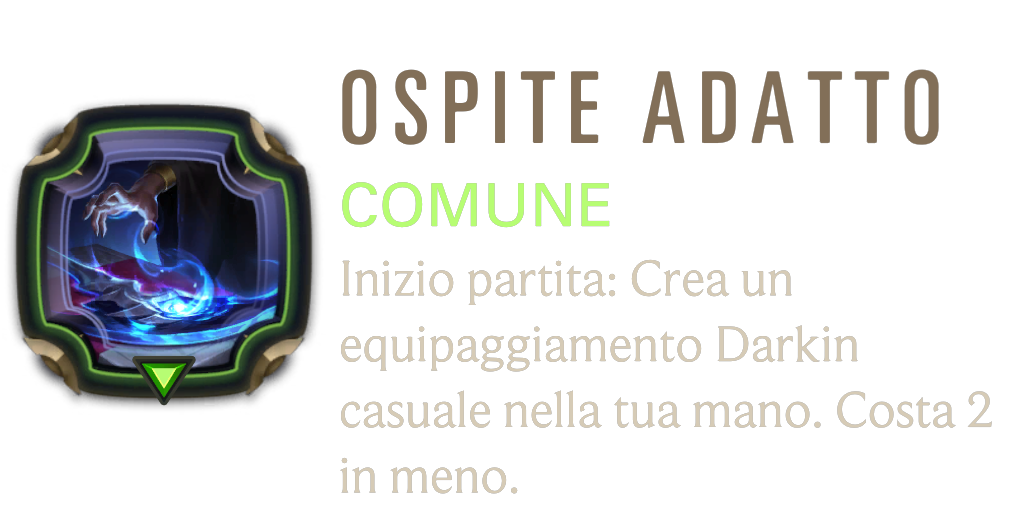 OSPITE ADATTO
COMUNE
Inizio partita: Crea un
equipaggiamento Darkin
casuale nella tua mano. Costa 2
in meno.